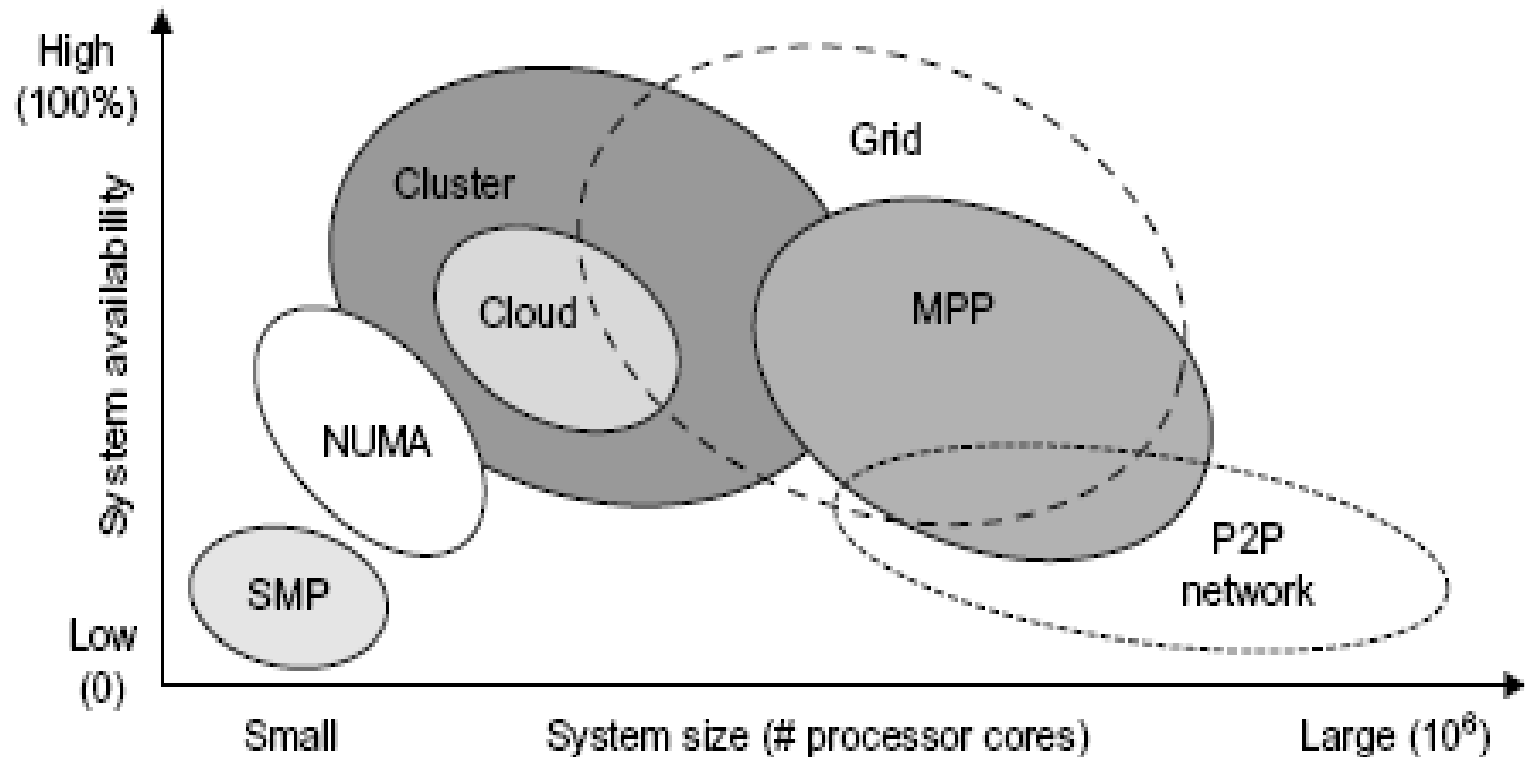 High
(100%)
System availability
Low
(0)
Cluster
Grid
Cloud
MPP
NUMA
SMP
P2P
network
Small
System size (# processor cores)
Large (10⁶)